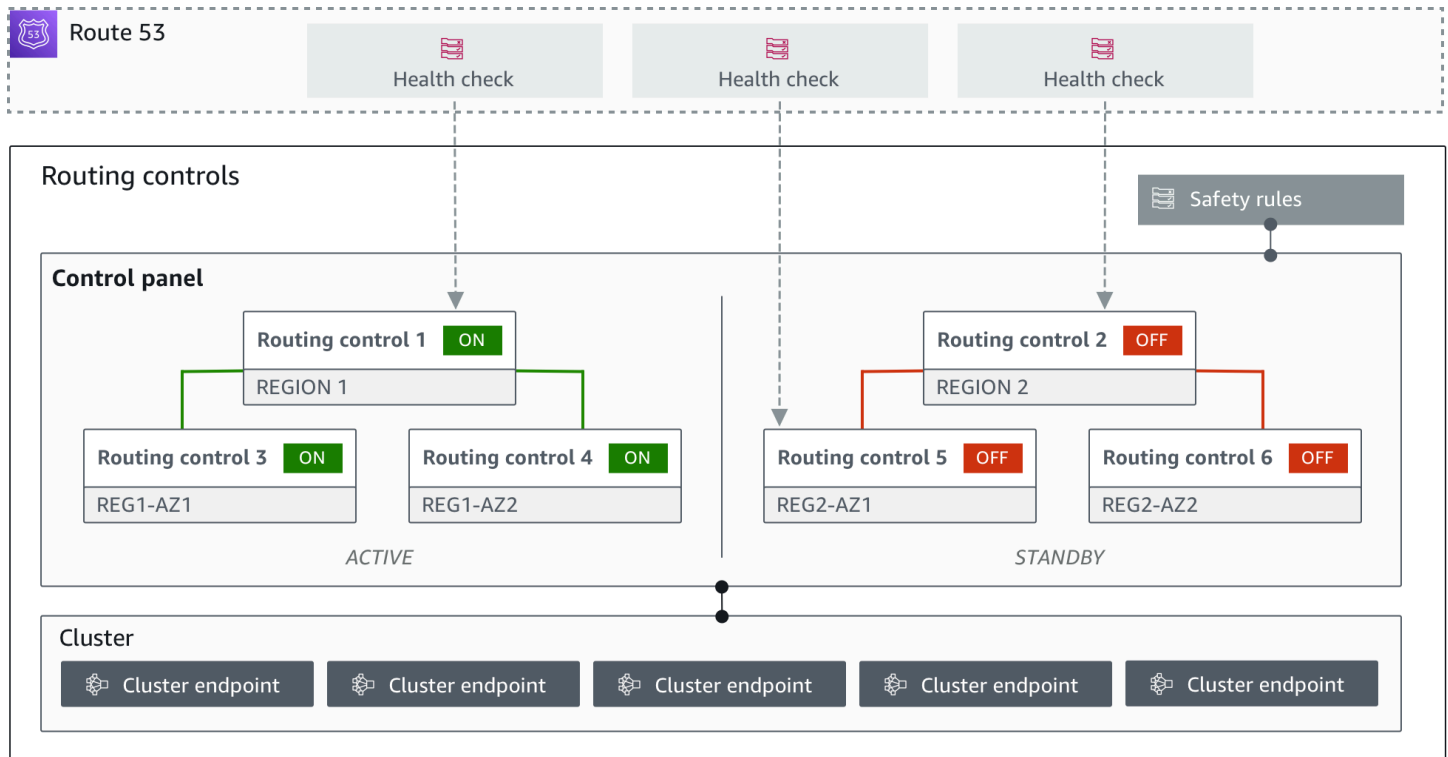 53
Route 53
Health check
Health check
Health check
Routing controls
Safety rules
Control panel
Routing control 1 ON
REGION 1
Routing control 2 OFF
REGION 2
Routing control 3 ON
REG1-AZ1
Routing control 4 ON
REG1-AZ2
Routing control 5 OFF
REG2-AZ1
Routing control 6 OFF
REG2-AZ2
ACTIVE
STANDBY
Cluster
Cluster endpoint
Cluster endpoint
Cluster endpoint
Cluster endpoint
Cluster endpoint